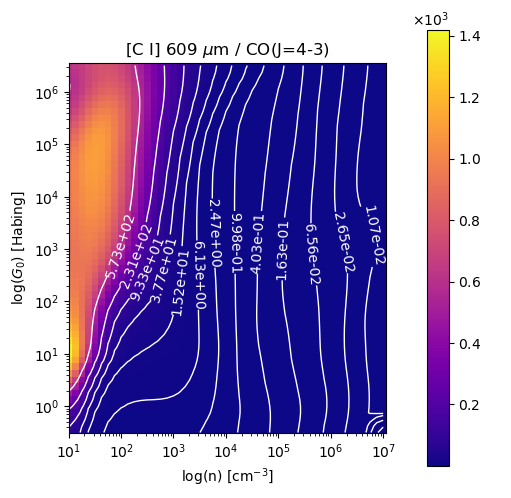 ×10³
[C I] 609 μm / CO(J=4-3)
1.4
1.2
1.0
0.8
0.6
0.4
0.2
10⁶
10⁵
10⁴
10³
10²
10¹
10⁰
log(G₀) [Habing]
5.73e+02
2.31e+02
9.33e+01
3.77e+01
1.52e+01
6.13e+00
2.47e+00
9.98e-01
4.03e-01
1.63e-01
6.56e-02
2.65e-02
1.07e-02
10¹ 10² 10³ 10⁴ 10⁵ 10⁶ 10⁷
log(n) [cm⁻³]